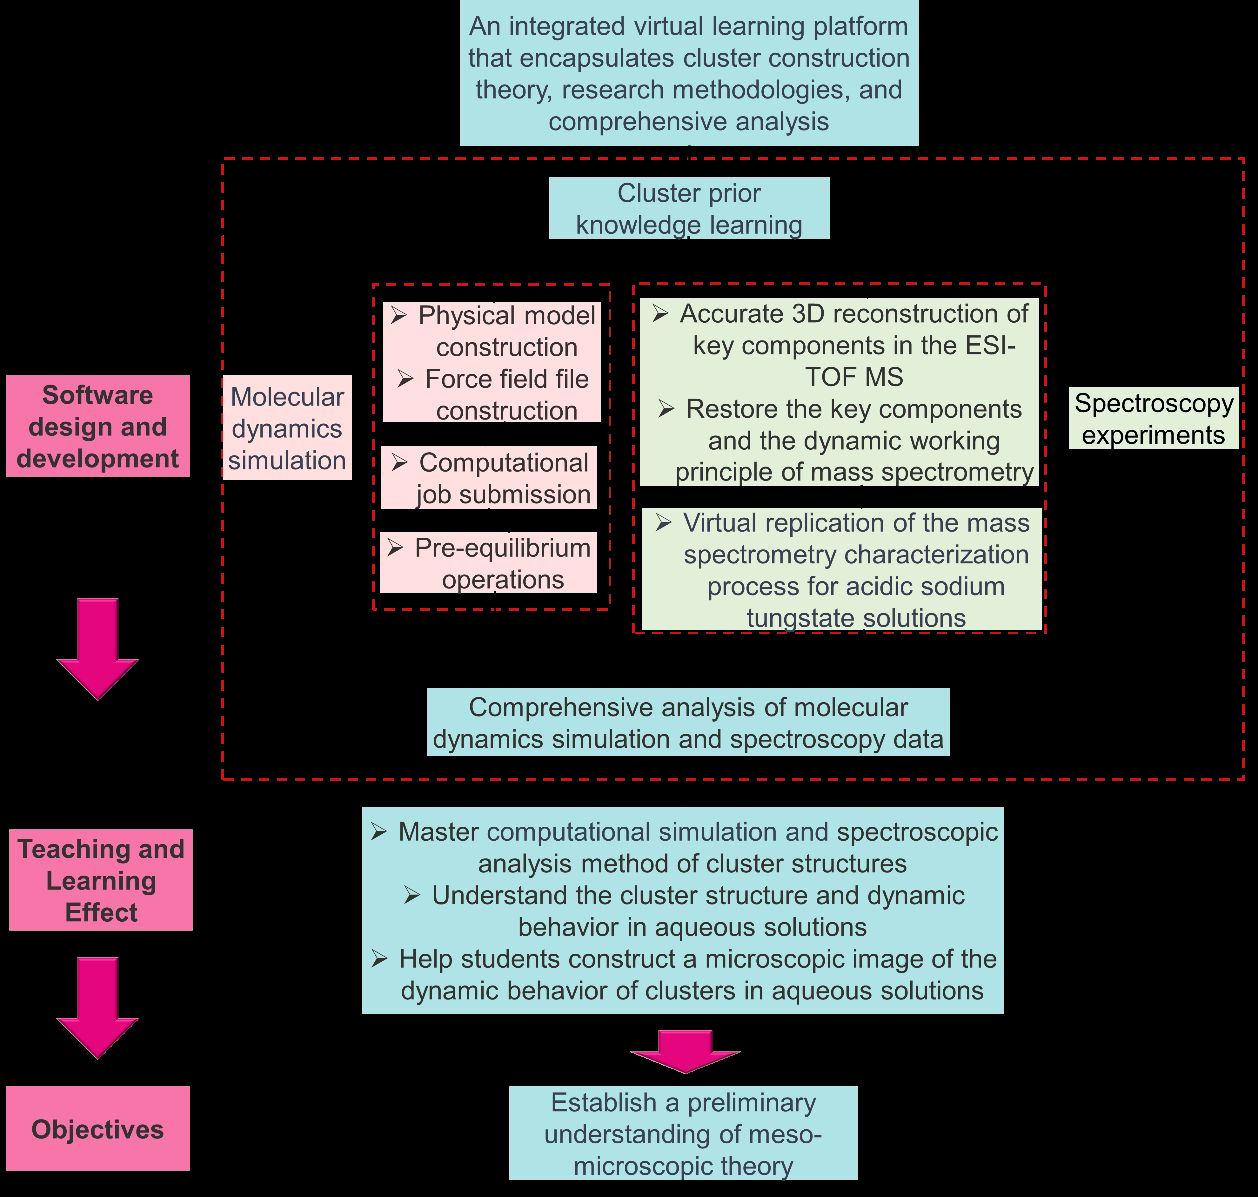 An integrated virtual learning platform
that encapsulates cluster construction
theory, research methodologies, and
comprehensive analysis
Cluster prior
knowledge learning
Software
design and
development
Molecular
dynamics
simulation
➢ Physical model
construction
➢ Force field file
construction
➢ Computational
job submission
➢ Pre-equilibrium
operations
➢ Accurate 3D reconstruction of
key components in the ESI-
TOF MS
➢ Restore the key components
and the dynamic working
principle of mass spectrometry
➢ Virtual replication of the mass
spectrometry characterization
process for acidic sodium
tungstate solutions
Spectroscopy
experiments
Comprehensive analysis of molecular
dynamics simulation and spectroscopy data
Teaching and
Learning
Effect
➢ Master computational simulation and spectroscopic
analysis method of cluster structures
➢ Understand the cluster structure and dynamic
behavior in aqueous solutions
➢ Help students construct a microscopic image of the
dynamic behavior of clusters in aqueous solutions
Objectives
Establish a preliminary
understanding of meso-
microscopic theory